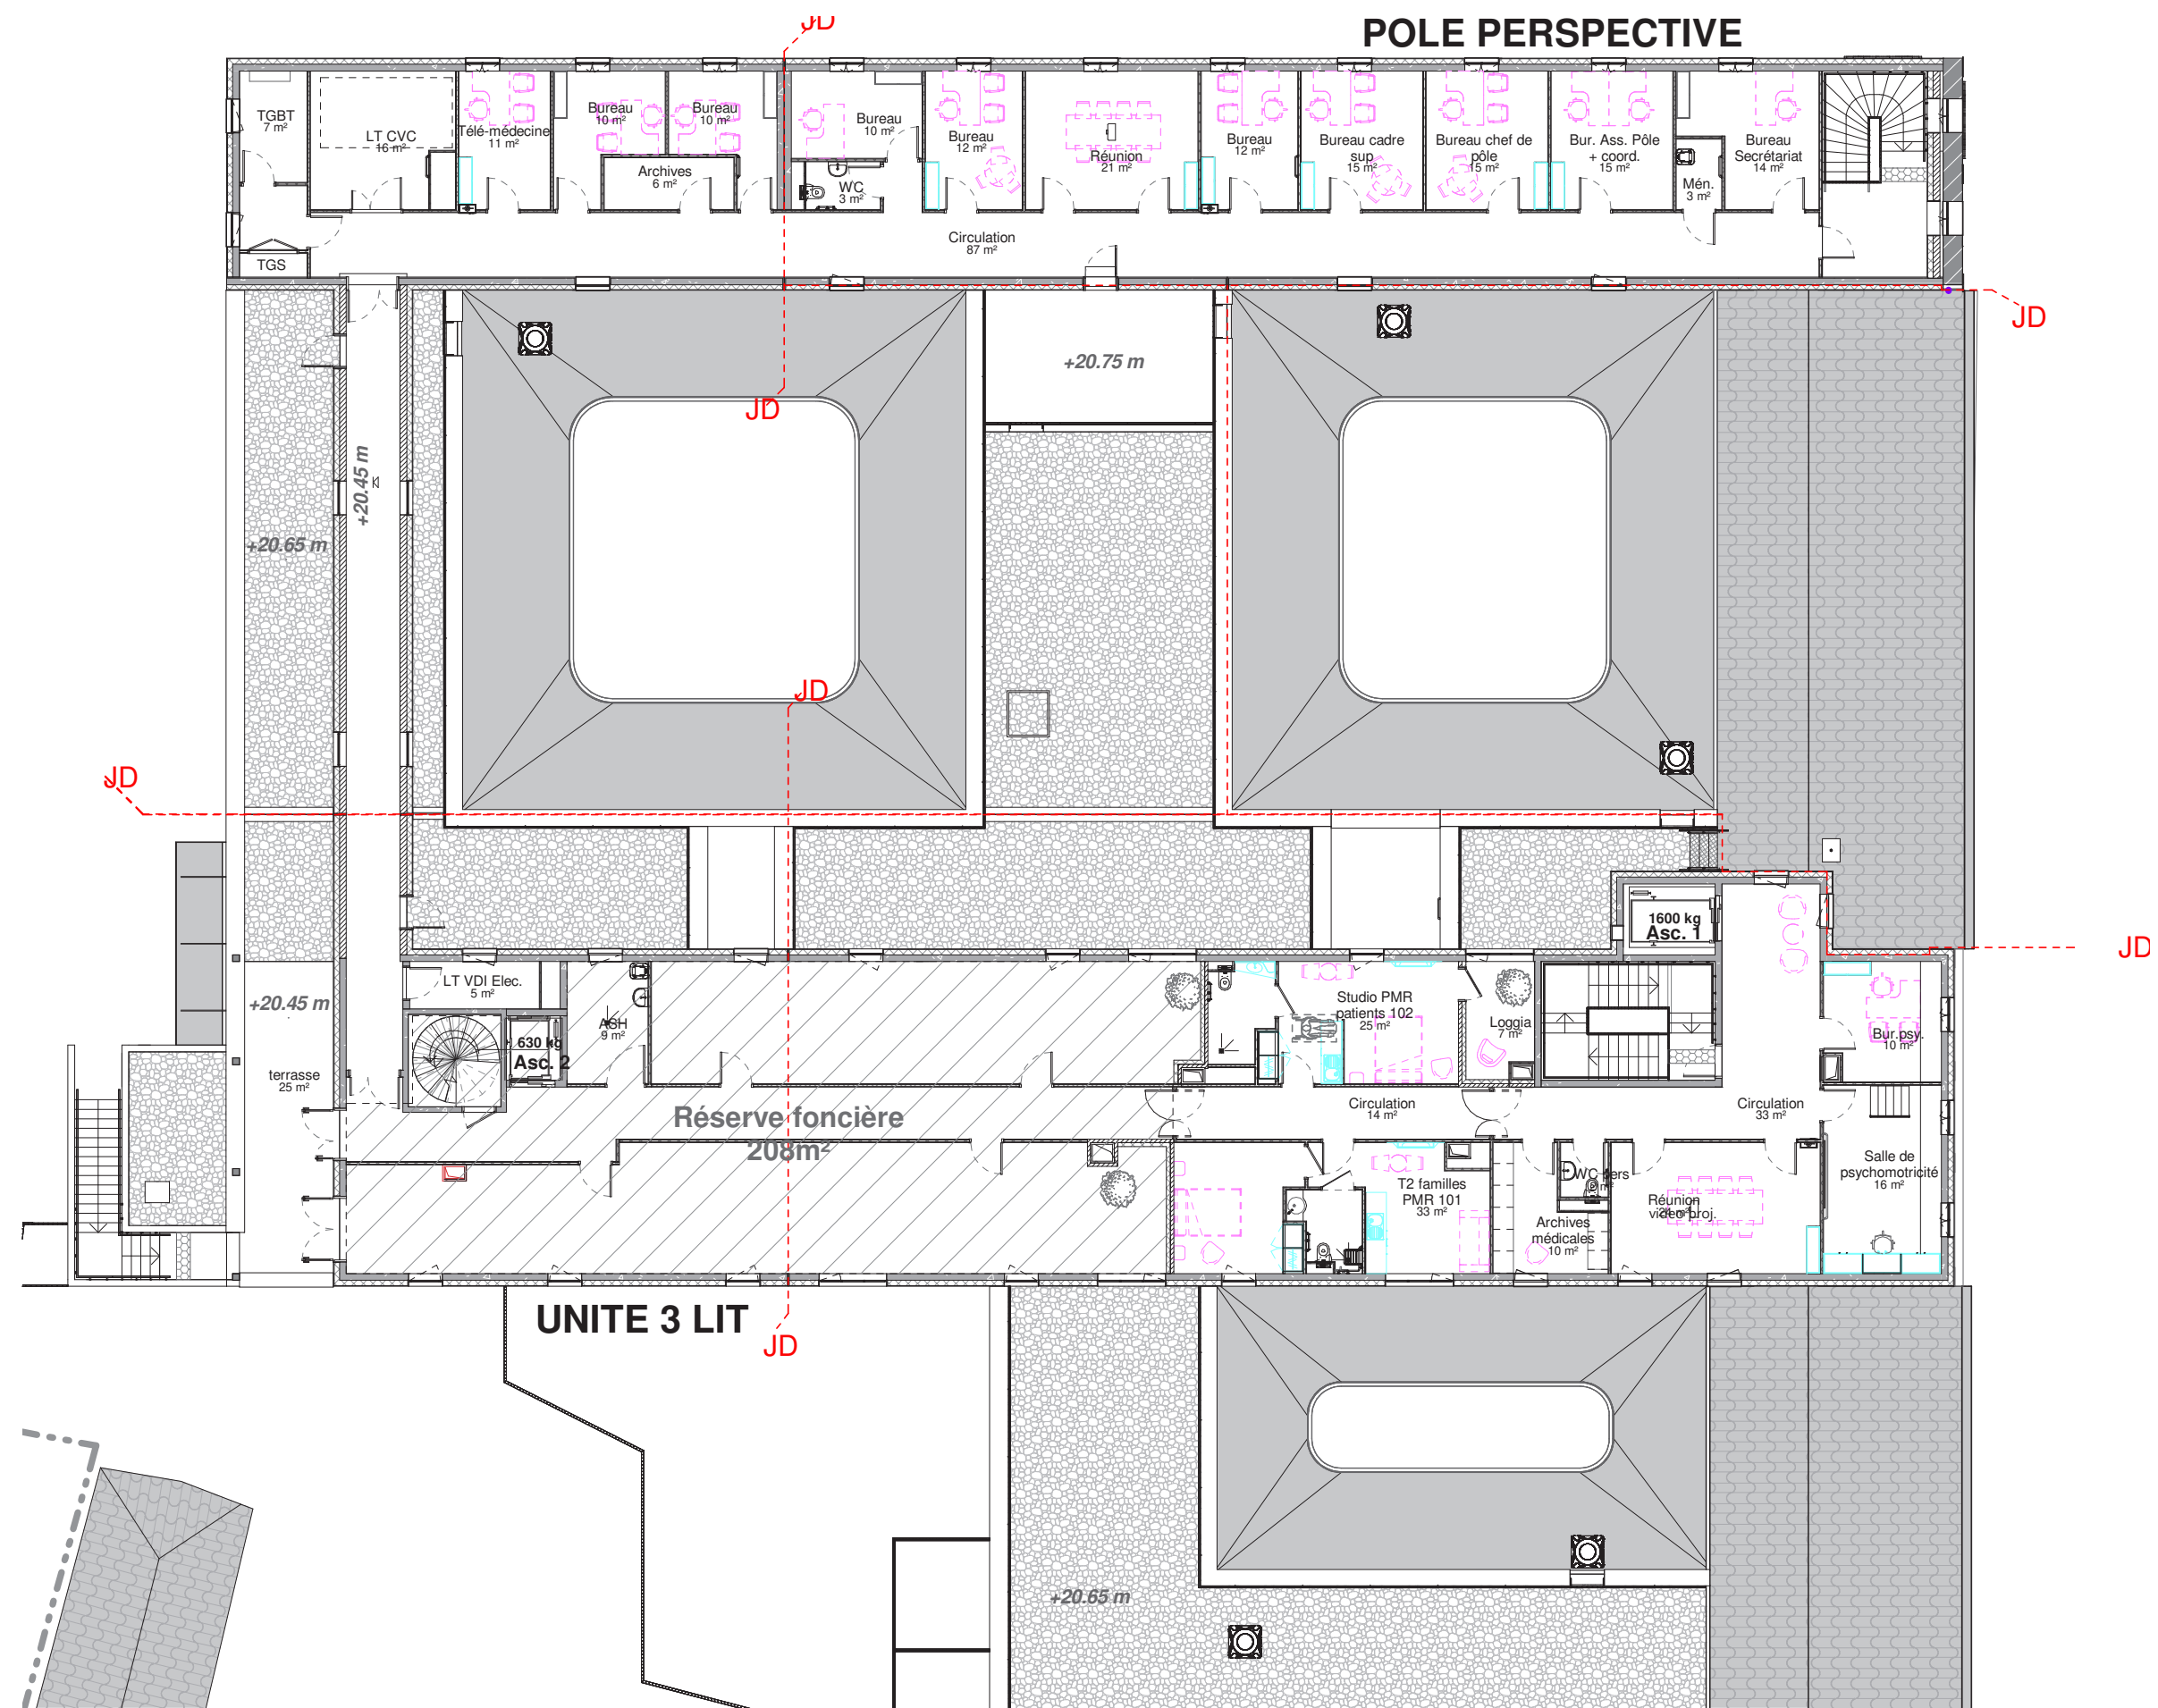 JD
POLE PERSPECTIVE
TGBT
7 m²
LT CVC
16 m²
Télé-médecine
11 m²
Bureau
10 m²
Bureau
10 m²
Archives
6 m²
Bureau
10 m²
WC
3 m²
Bureau
12 m²
Réunion
21 m²
Bureau
12 m²
Bureau cadre
sup
15 m²
Bureau chef de
pôle
15 m²
Bur. Ass. Pôle
+ coord.
15 m²
Mén.
3 m²
Bureau
Secrétariat
14 m²
Circulation
87 m²
TGS
JD
+20.75 m
JD
+20.45 m
+20.65 m
JD
JD
1600 kg
Asc. 1
JD
LT VDI Elec.
5 m²
+20.45 m
ASH
9 m²
630 kg
Asc. 2
Studio PMR
patients 102
25 m²
Loggia
7 m²
Bur.psy.
10 m²
terrasse
25 m²
Réserve foncière
208m²
Circulation
14 m²
Circulation
33 m²
T2 familles
PMR 101
33 m²
Archives
médicales
10 m²
Réunion
video proj.
Salle de
psychomotricité
16 m²
UNITE 3 LIT
JD
+20.65 m